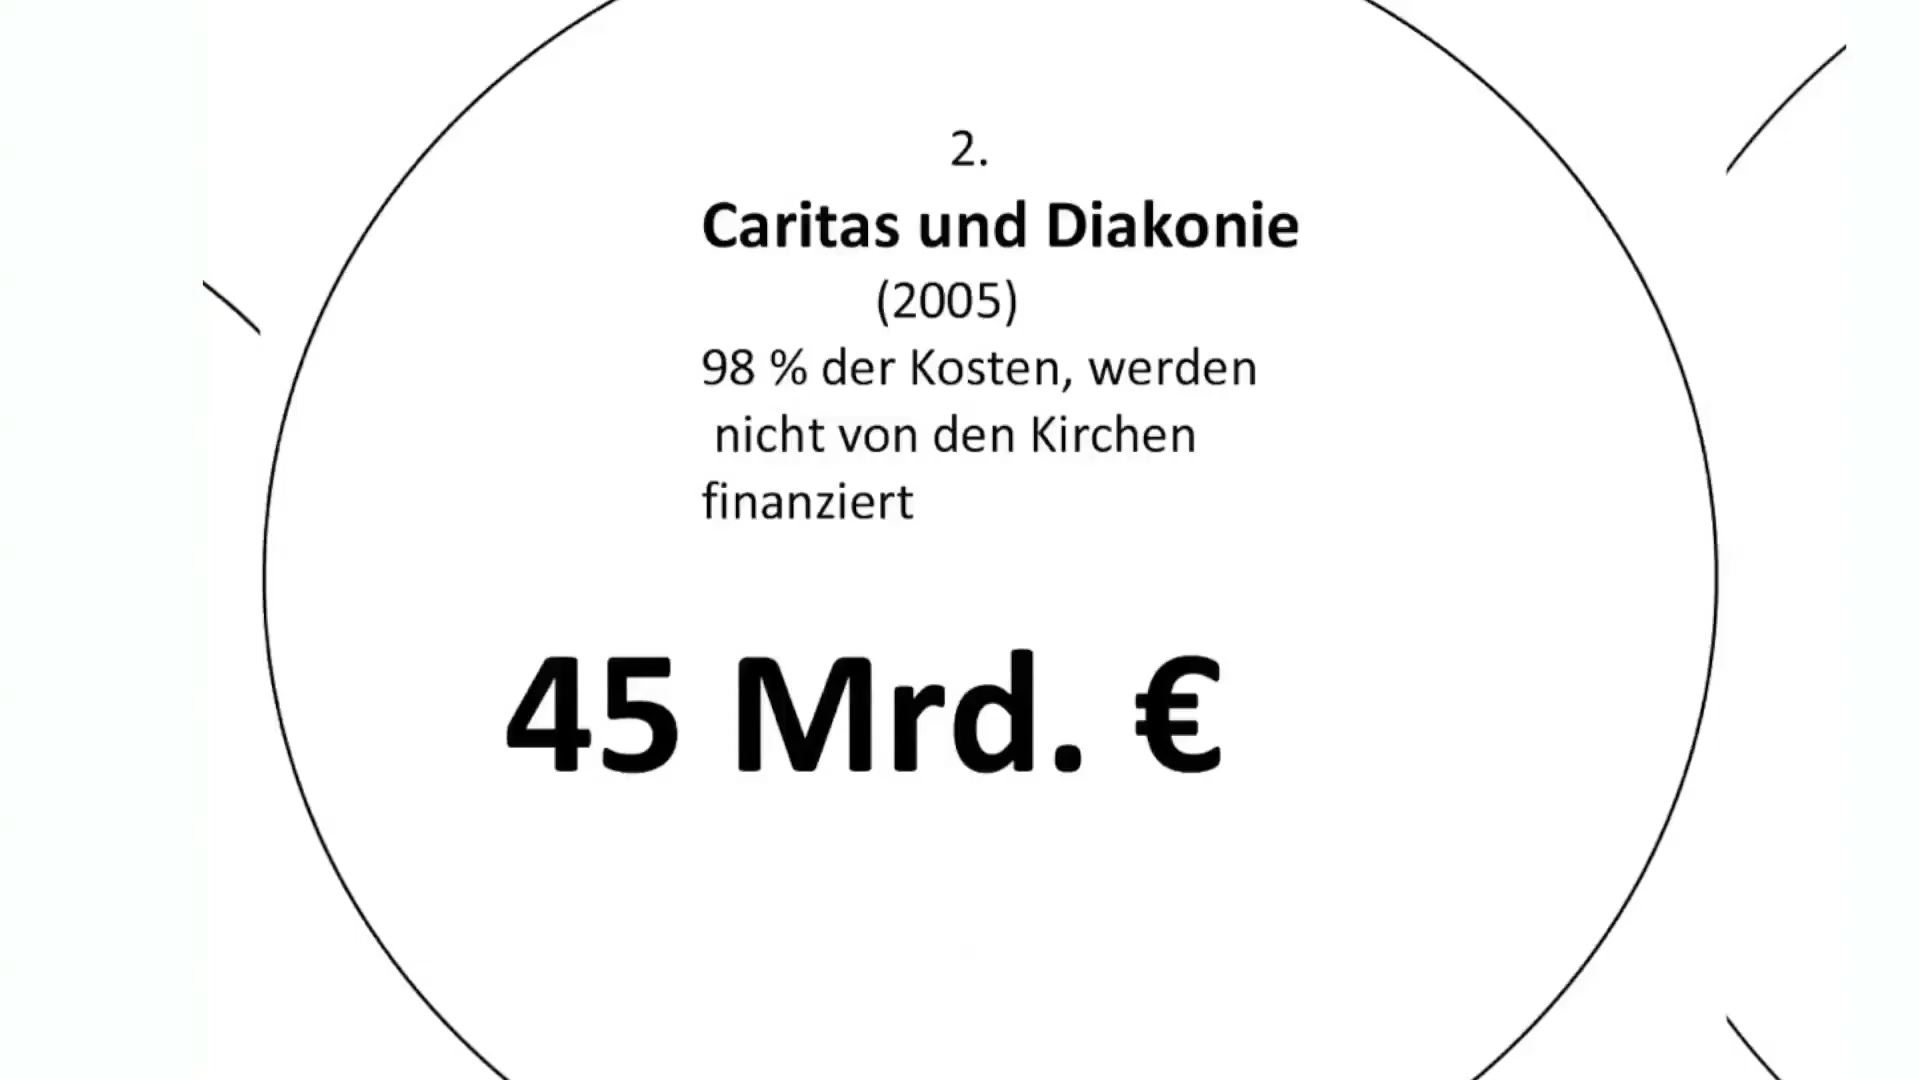 2.
Caritas und Diakonie
(2005)
98 % der Kosten, werden
nicht von den Kirchen
finanziert
45 Mrd. €